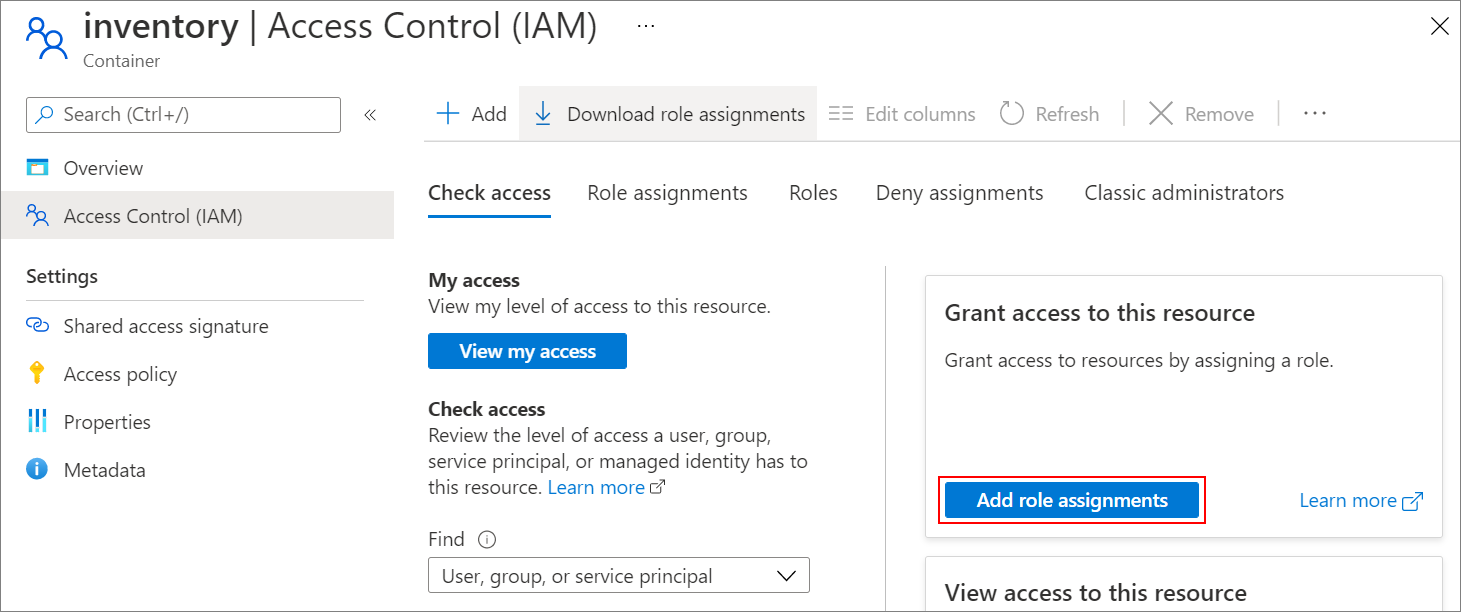 inventory | Access Control (IAM) ...
Container
Search (Ctrl+/)
«
Overview
Access Control (IAM)
Settings
Shared access signature
Access policy
Properties
Metadata
Add
Download role assignments
Edit columns
Refresh
Remove
...
Check access
Role assignments
Roles
Deny assignments
Classic administrators
My access
View my level of access to this resource.
View my access
Check access
Review the level of access a user, group,
service principal, or managed identity has to
this resource. Learn more
Find
User, group, or service principal
Grant access to this resource
Grant access to resources by assigning a role.
Add role assignments
Learn more
View access to this resource